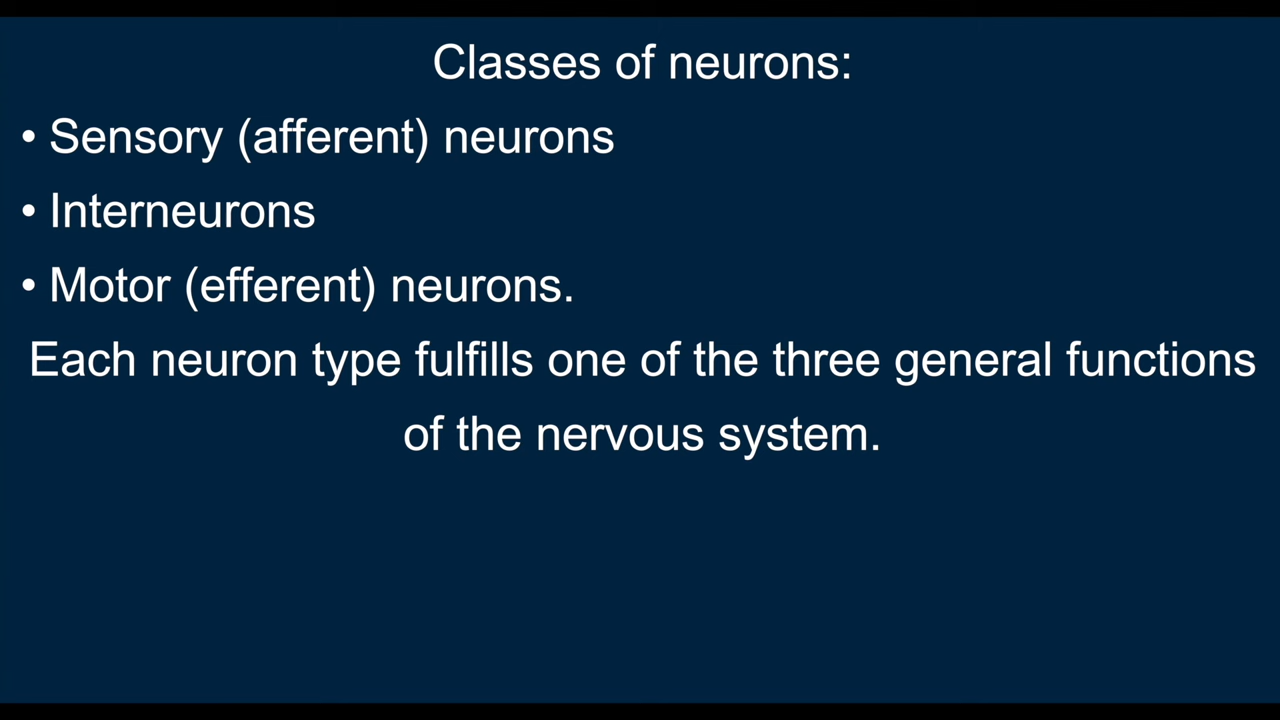 Classes of neurons:
• Sensory (afferent) neurons
• Interneurons
• Motor (efferent) neurons.
Each neuron type fulfills one of the three general functions
of the nervous system.